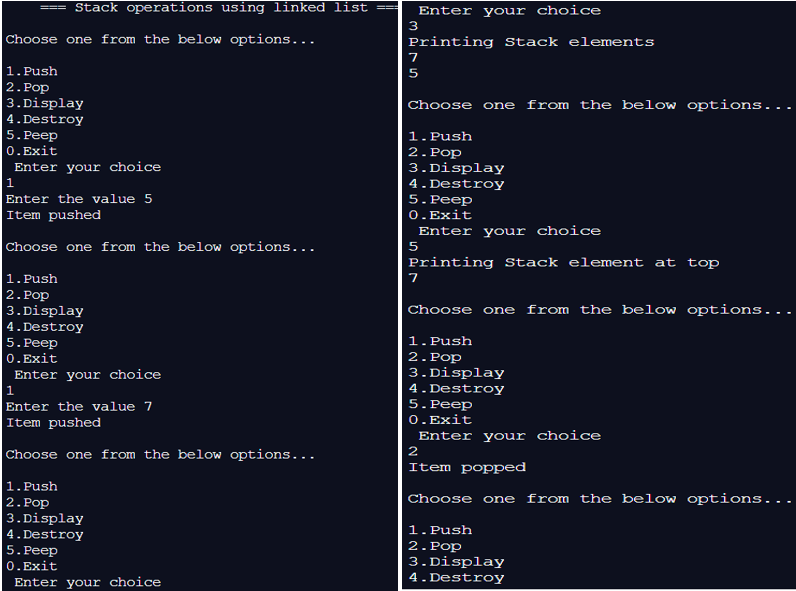 === Stack operations using linked list ===
Choose one from the below options...
1.Push
2.Pop
3.Display
4.Destroy
5.Peep
0.Exit
Enter your choice
1
Enter the value 5
Item pushed
Choose one from the below options...
1.Push
2.Pop
3.Display
4.Destroy
5.Peep
0.Exit
Enter your choice
1
Enter the value 7
Item pushed
Choose one from the below options...
1.Push
2.Pop
3.Display
4.Destroy
5.Peep
0.Exit
Enter your choice
Enter your choice
3
Printing Stack elements
7
5
Choose one from the below options...
1.Push
2.Pop
3.Display
4.Destroy
5.Peep
0.Exit
Enter your choice
5
Printing Stack element at top
7
Choose one from the below options...
1.Push
2.Pop
3.Display
4.Destroy
5.Peep
0.Exit
Enter your choice
2
Item popped
Choose one from the below options...
1.Push
2.Pop
3.Display
4.Destroy